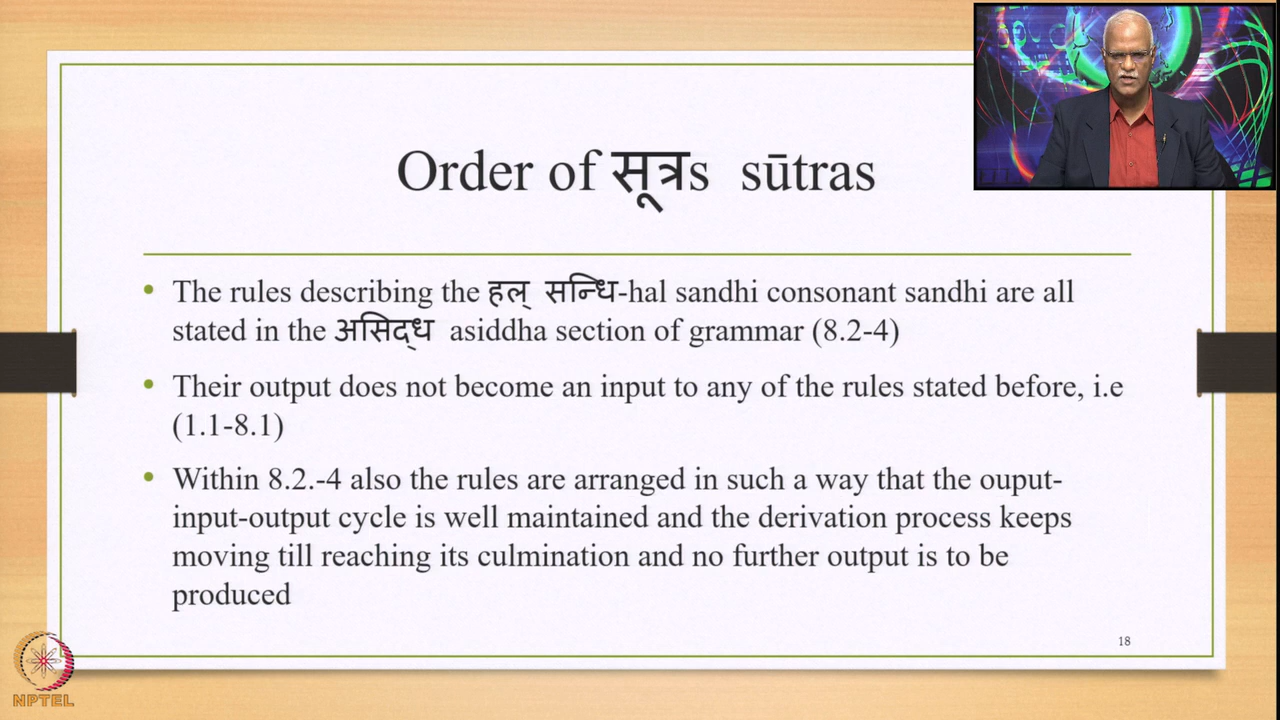 Order of सूत्रs sūtras
• The rules describing the हल् सन्धि-hal sandhi consonant sandhi are all
stated in the असिद्ध asiddha section of grammar (8.2-4)
• Their output does not become an input to any of the rules stated before, i.e
(1.1-8.1)
• Within 8.2.-4 also the rules are arranged in such a way that the ouput-
input-output cycle is well maintained and the derivation process keeps
moving till reaching its culmination and no further output is to be
produced
18
NPTEL